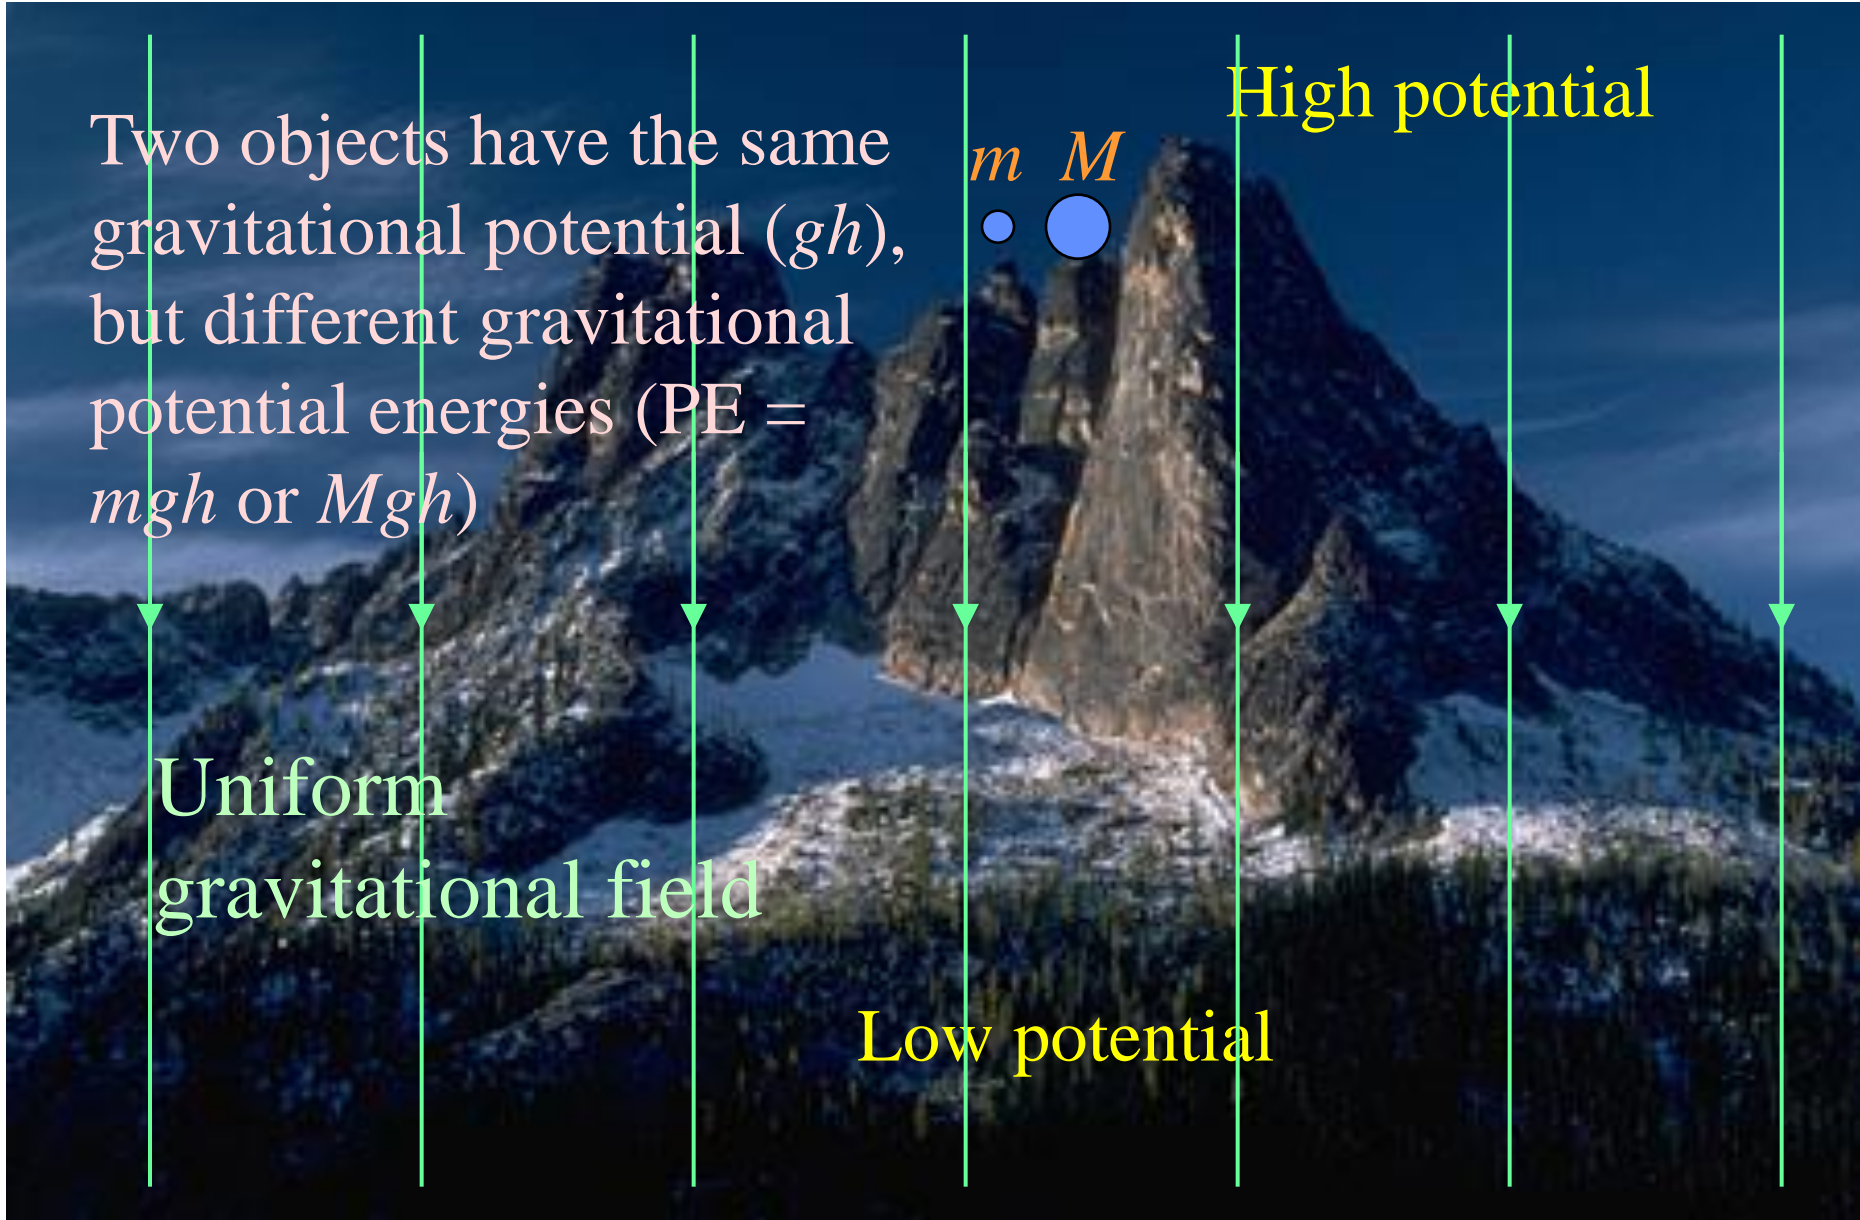 High potential
Two objects have the same
m M
gravitational potential (gh),
but different gravitational
potential energies (PE =
mgh or Mgh)
Uniform
gravitational field
Low potential